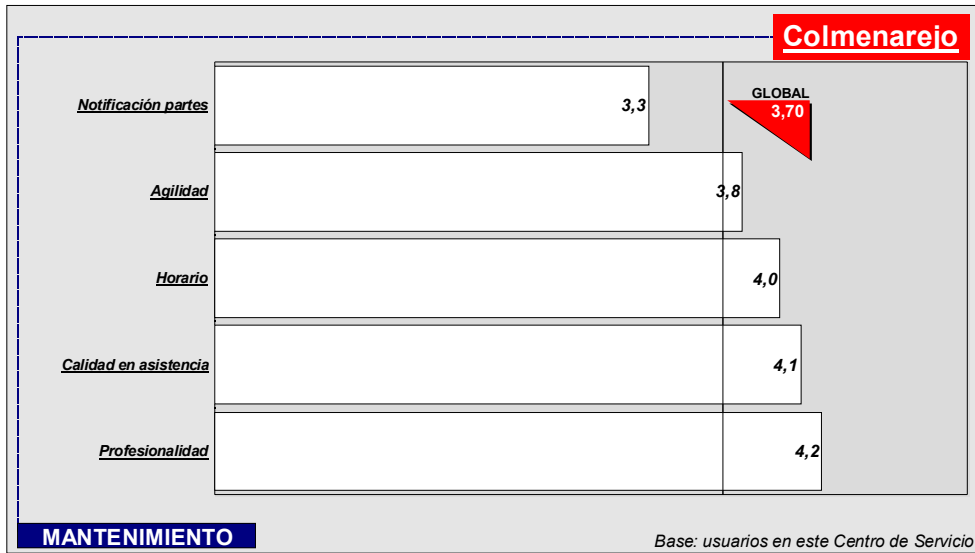 Colmenarejo
Notificación partes
3,3
GLOBAL
3,70
Agilidad
3,8
Horario
4,0
Calidad en asistencia
4,1
Profesionalidad
4,2
MANTENIMIENTO
Base: usuarios en este Centro de Servicio